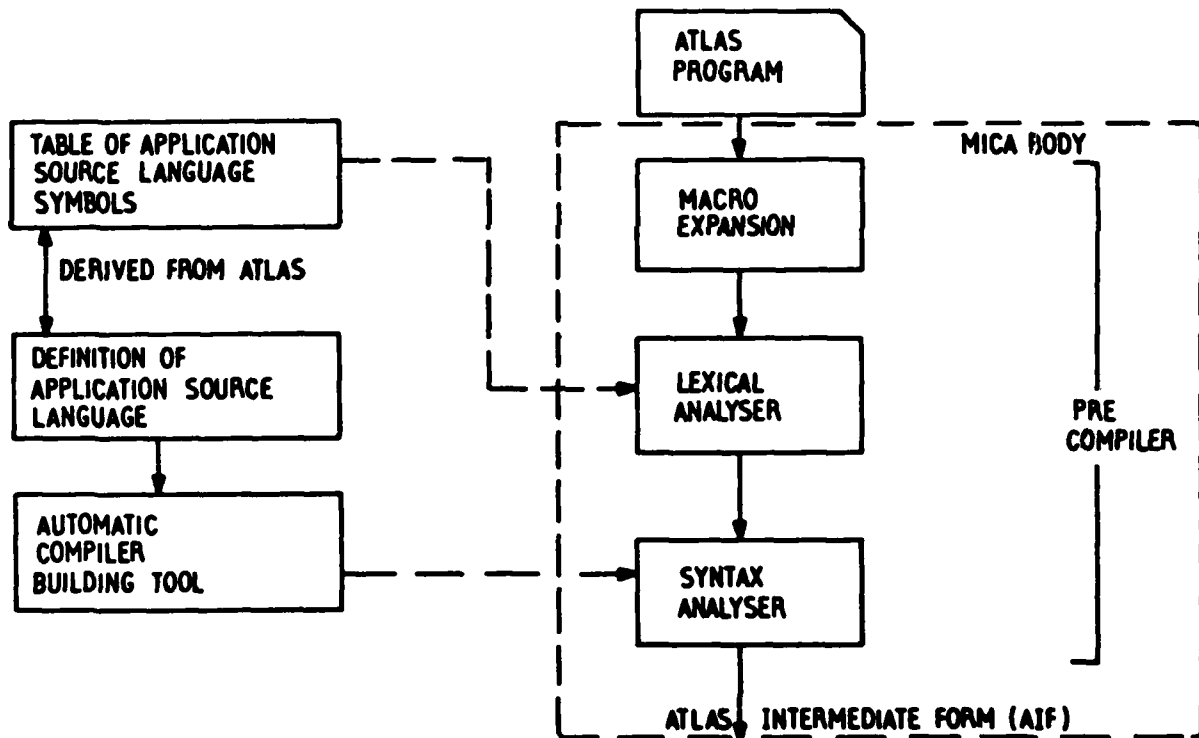 ATLAS
PROGRAM
MICA BODY
TABLE OF APPLICATION
SOURCE LANGUAGE
SYMBOLS
MACRO
EXPANSION
DERIVED FROM ATLAS
DEFINITION OF
APPLICATION SOURCE
LANGUAGE
LEXICAL
ANALYSER
PRE
COMPILER
AUTOMATIC
COMPILER
BUILDING TOOL
SYNTAX
ANALYSER
ATLAS INTERMEDIATE FORM (AIF)